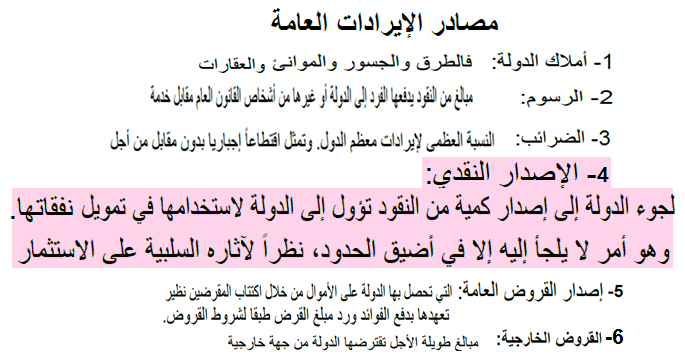 مصادر الإيرادات العامة
1- أملاك الدولة: فالطرق والجسور والموانئ والعقارات
2- الرسوم: مبالغ من النقود يدفعها الفرد إلى الدولة أو غيرها من أشخاص القانون العام مقابل خدمة
3- الضرائب: النسبة العظمى لإيرادات معظم الدول. وتمثل اقتطاعاً إجباريا بدون مقابل من أجل
4- الإصدار النقدي:
لجوء الدولة إلى إصدار كمية من النقود تؤول إلى الدولة لاستخدامها في تمويل نفقاتها.
وهو أمر لا يلجأ إليه إلا في أضيق الحدود، نظراً لآثاره السلبية على الاستثمار
5- إصدار القروض العامة: التي تحصل بها الدولة على الأموال من خلال اكتتاب المقرضين نظير
تعهدها بدفع الفوائد ورد مبلغ القرض طبقا لشروط القروض.
6- القروض الخارجية: مبالغ طويلة الأجل تقترضها الدولة من جهة خارجية